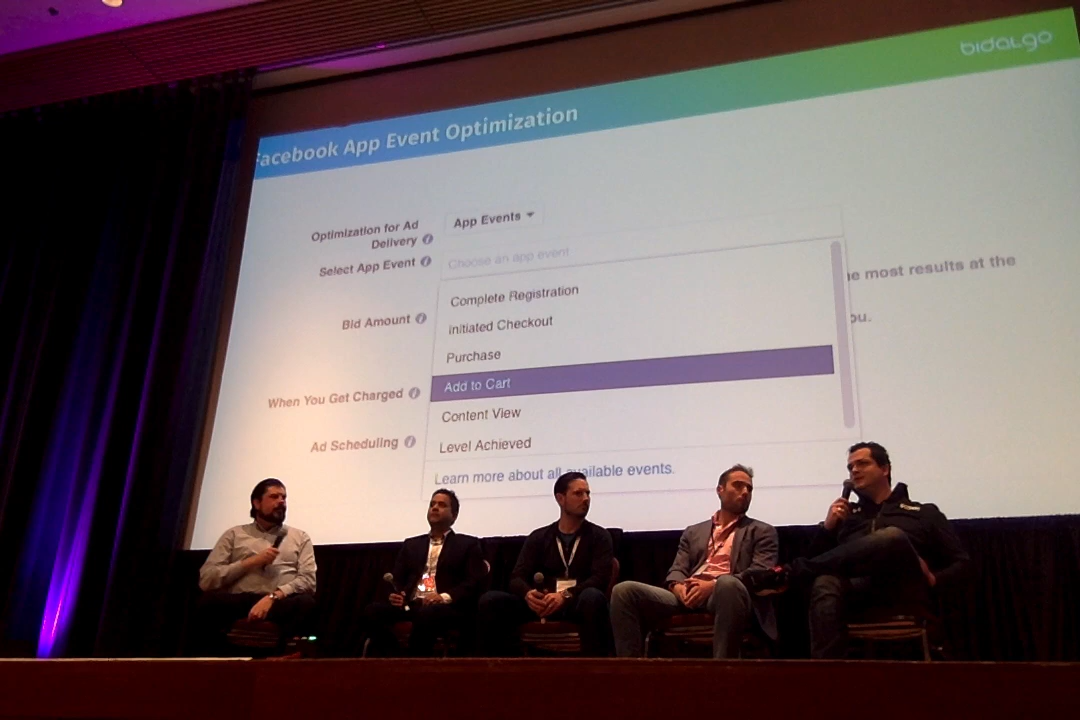 bidalgo
Facebook App Event Optimization
Optimization for Ad
Delivery
App Events
Select App Event
Choose an app event
Complete Registration
Initiated Checkout
Purchase
Add to Cart
Content View
Level Achieved
Learn more about all available events.
Bid Amount
When You Get Charged
Ad Scheduling
most results at the